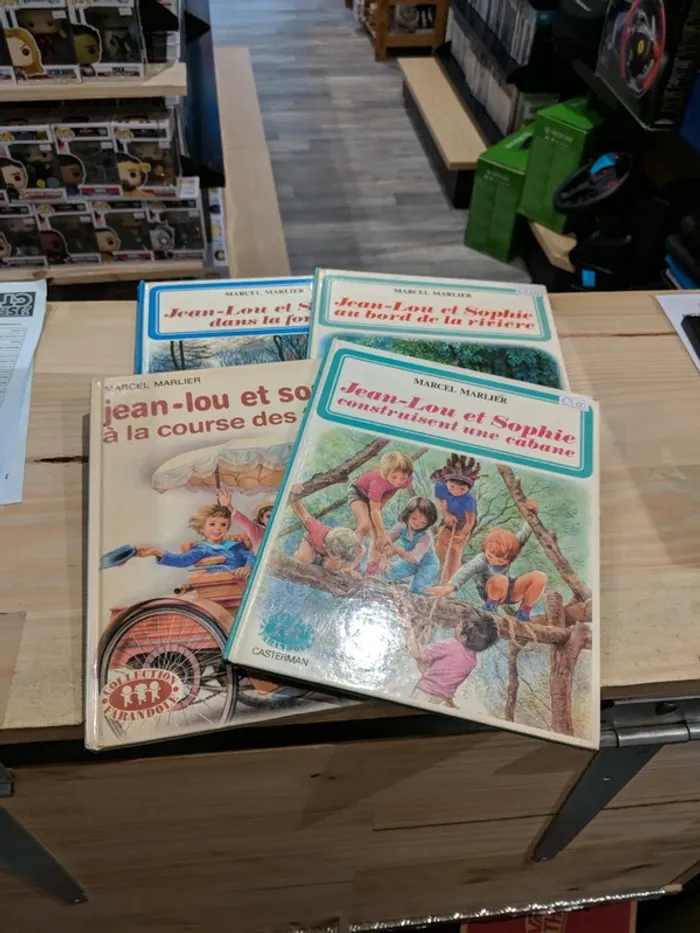 MARCEL MARLIER
Jean-Lou et
dans la
MARCEL MARLIER
Jean-Lou et Sophie
au bord de la rivière
MARCEL MARLIER
jean-lou et
à la course des
COLLECTION
FARANDOLE
MARCEL MARLIER
Jean-Lou et Sophie
construisent une cabane
CASTERMAN